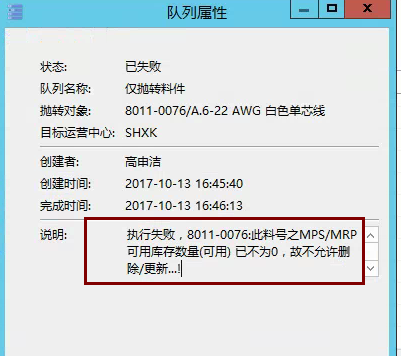 队列属性
状态: 已失败
队列名称: 仅抛转料件
抛转对象: 8011-0076/A.6-22 AWG 白色单芯线
目标运营中心: SHXK
创建者: 高申洁
创建时间: 2017-10-13 16:45:40
完成时间: 2017-10-13 16:46:13
说明: 执行失败，8011-0076:此料号之MPS/MRP
可用库存数量(可用) 已不为0，故不允许删
除/更新...!